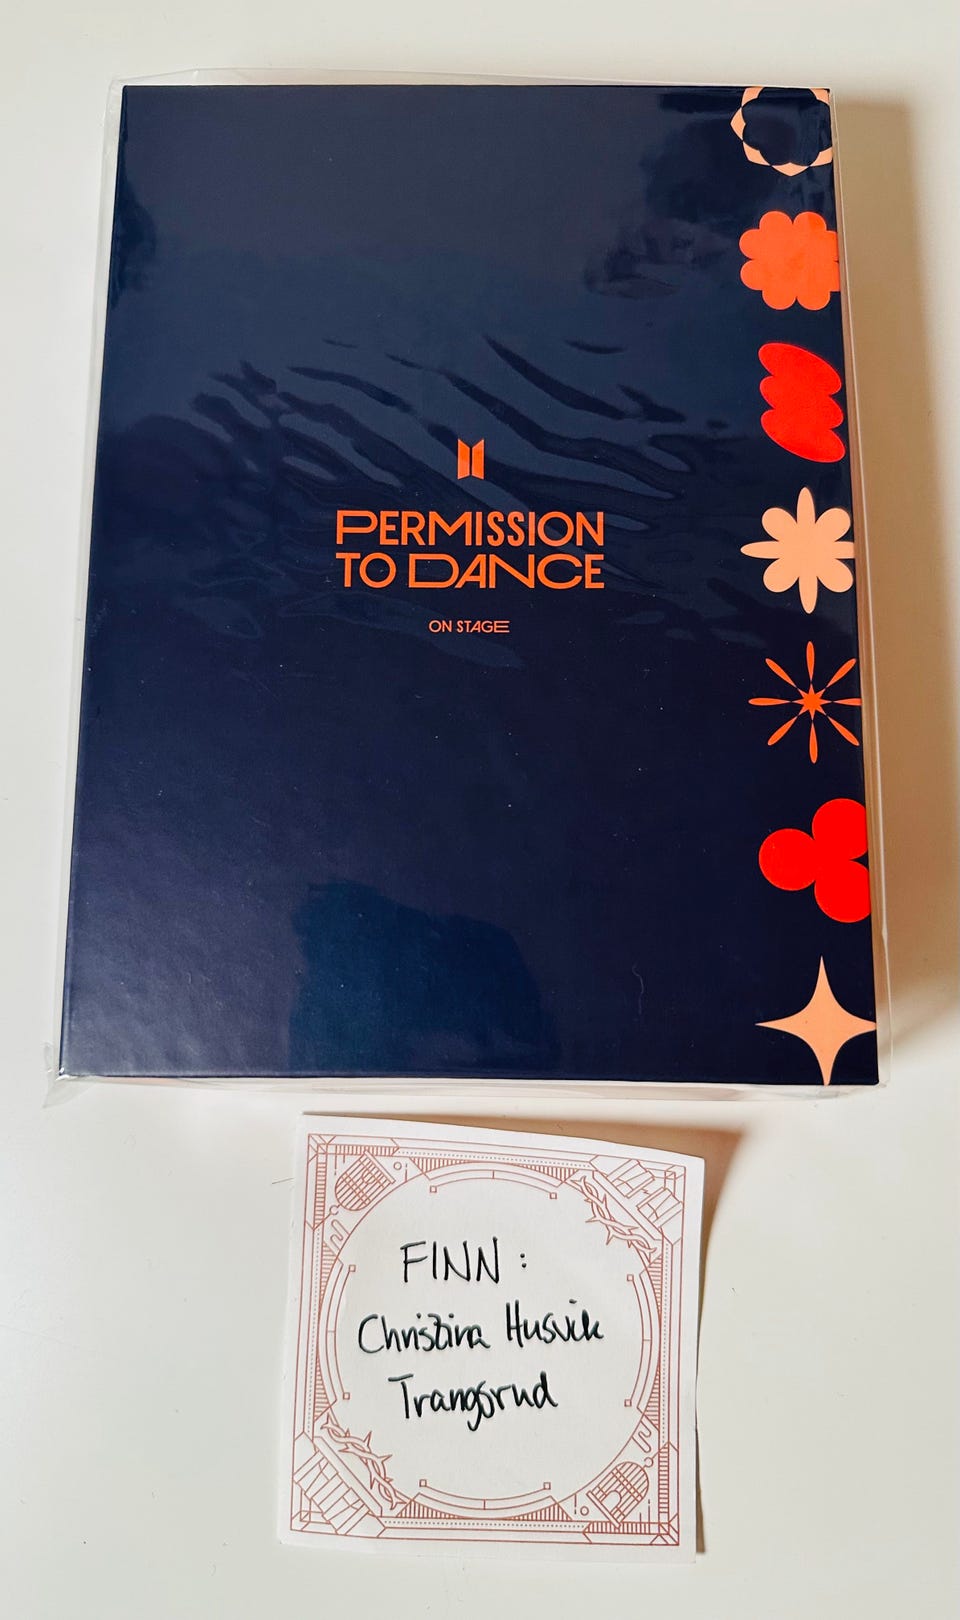 PERMISSION
TO DANCE
ON STAGE
FINN :
Christina Husvik
Trangsrud